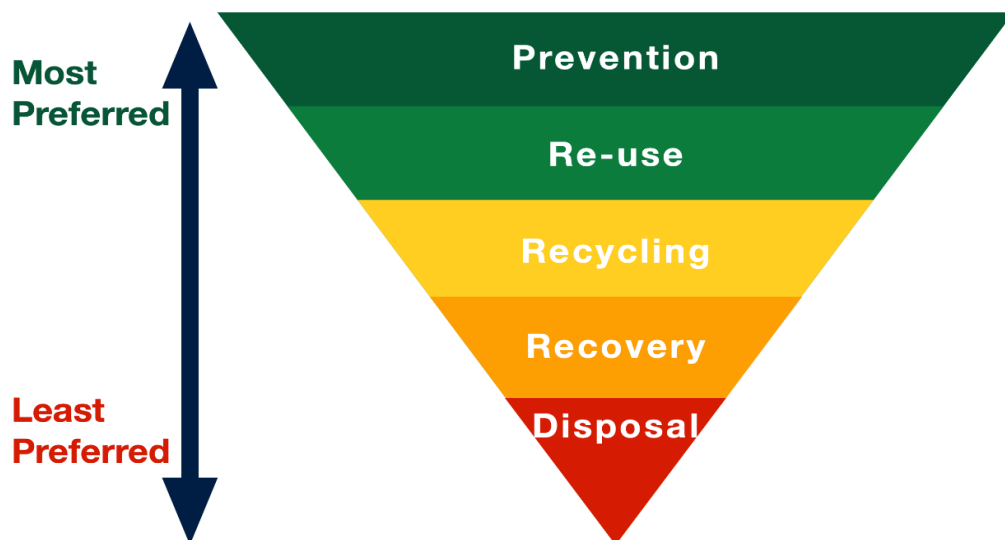 Most
Preferred
Prevention
Re-use
Recycling
Recovery
Disposal
Least
Preferred